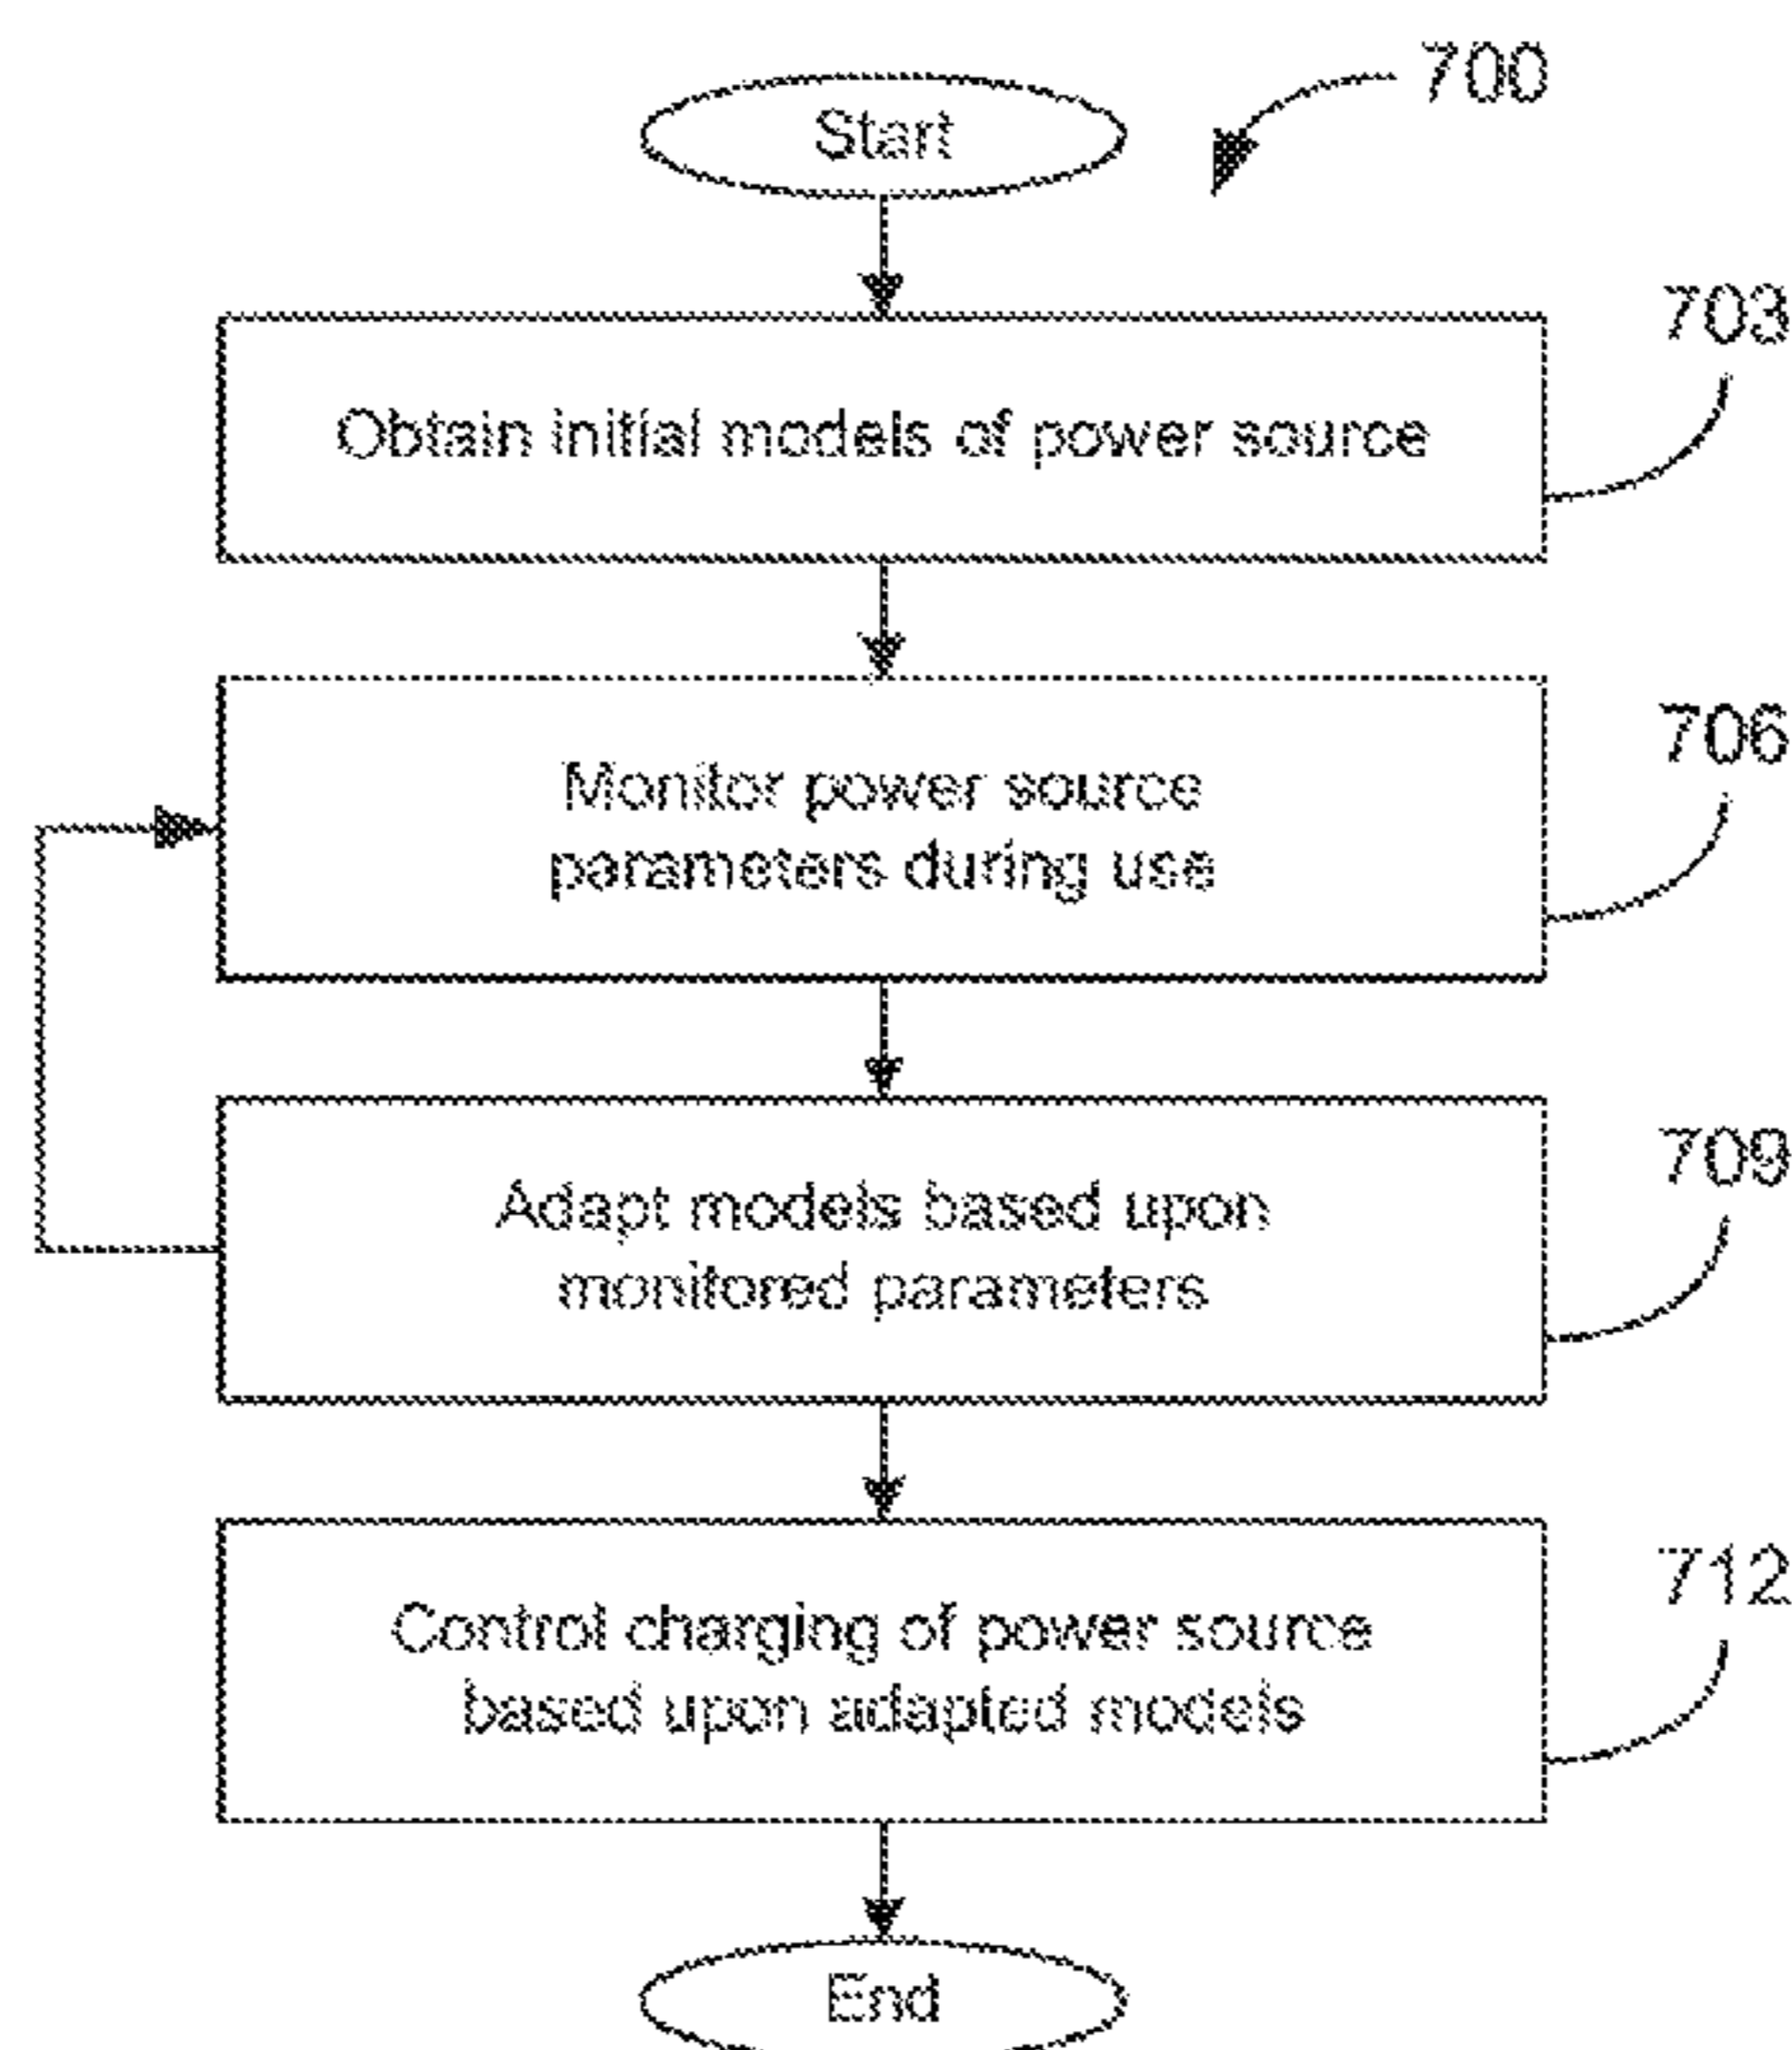 700
Start
703
Obtain initial models of power source
706
Monitor power source
parameters during use
709
Adapt models based upon
monitored parameters
712
Control charging of power source
based upon adapted models
End